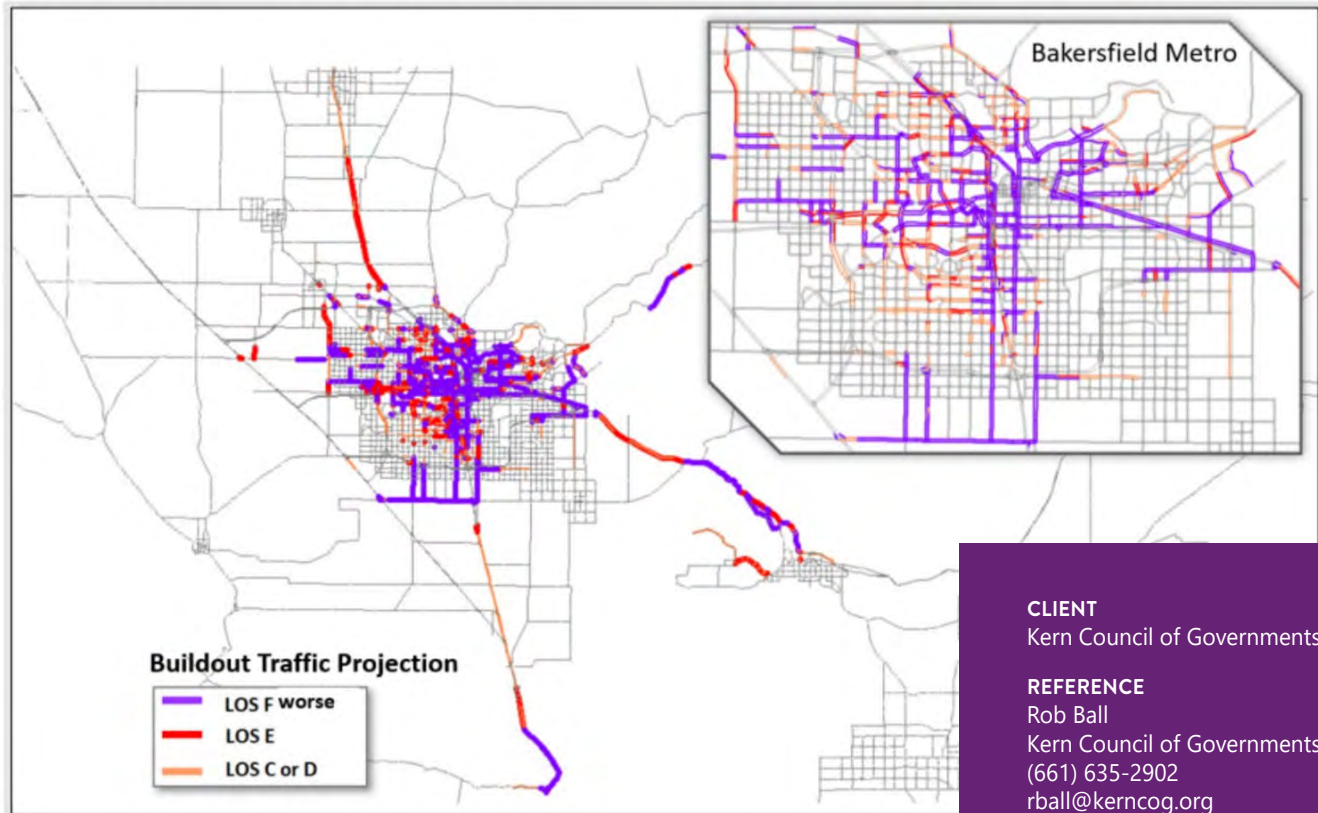 Bakersfield Metro
Buildout Traffic Projection
LOS F worse
LOS E
LOS C or D
CLIENT
Kern Council of Governments
REFERENCE
Rob Ball
Kern Council of Governments
(661) 635-2902
rball@kerncog.org